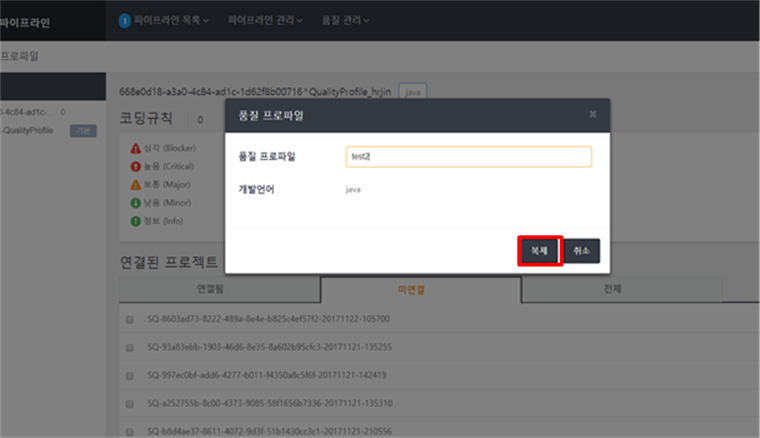 파이프라인
1 파이프라인 목록 파이프라인 관리 품질 관리
프로파일
668e0d18-a3a0-4c84-ad1c-1d62f8b00716^QualityProfile_hrjin java
0-4c84-ad1c-... 0
-QualityProfile 기본
코딩규칙 0
심각 (Blocker)
높음 (Critical)
보통 (Major)
낮음 (Minor)
정보 (Info)
품질 프로파일
품질 프로파일 test2
개발언어 java
복제 취소
연결된 프로젝트
연결됨 미연결 전체
SQ-8603ad73-8222-489a-8e4e-b825c4ef57f2-20171122-105700
SQ-93a83ebb-1903-46d6-8e35-8a602b95cfc3-20171121-135255
SQ-997ec0bf-add6-4277-b011-f4350a8c5f6f-20171121-142419
SQ-a252755b-8c00-4373-9085-58f1656b7336-20171121-135310
SQ-b8d4ae37-8611-4072-9d3f-51b1430cc3c1-20171121-210556